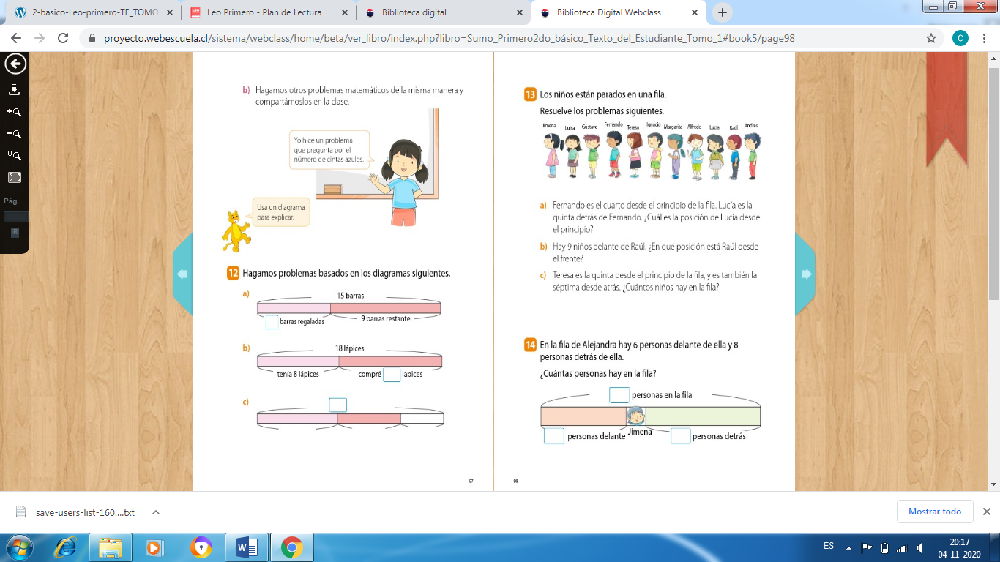 2-basico-Leo-primero-TE_TOMO
Leo Primero - Plan de Lectura
Biblioteca digital
Biblioteca Digital Webclass
proyecto.webescuela.cl/sistema/webclass/home/beta/ver_libro/index.php?libro=Sumo_Primero2do_básico_Texto_del_Estudiante_Tomo_1#book5/page98
C
Pág.
IR
b) Hagamos otros problemas matemáticos de la misma manera y
compartámoslos en la clase.
Yo hice un problema
que pregunta por el
número de cintas azules.
Usa un diagrama
para explicar.
12 Hagamos problemas basados en los diagramas siguientes.
a)
15 barras
barras regaladas
9 barras restante
b)
18 lápices
tenía 8 lápices
compré lápices
c)
97
13 Los niños están parados en una fila.
Resuelve los problemas siguientes.
Jimena Luisa Gustavo Fernando Teresa Ignacio Margarita Alfredo Lucía Raúl Andrés
a) Fernando es el cuarto desde el principio de la fila. Lucía es la
quinta detrás de Fernando. ¿Cuál es la posición de Lucía desde
el principio?
b) Hay 9 niños delante de Raúl. ¿En qué posición está Raúl desde
el frente?
c) Teresa es la quinta desde el principio de la fila, y es también la
séptima desde atrás. ¿Cuántos niños hay en la fila?
14 En la fila de Alejandra hay 6 personas delante de ella y 8
personas detrás de ella.
¿Cuántas personas hay en la fila?
personas en la fila
personas delante
Jimena
personas detrás
98
save-users-list-160....txt
Mostrar todo
ES
20:17
04-11-2020